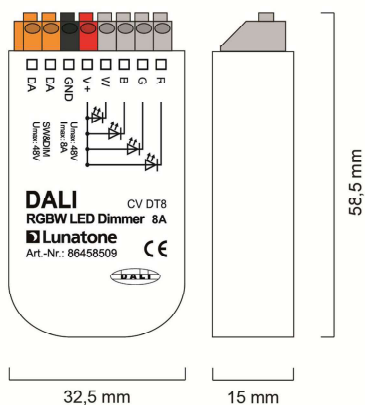 DA
DA
GND
V+
W
B
G
R
SW&DIM
Umax: 48V
Umax: 48V
Imax: 8A
DALI CV DT8
RGBW LED Dimmer 8A
Lunatone
Art.-Nr.: 86458509 CE
DALI
58,5 mm
32,5 mm
15 mm